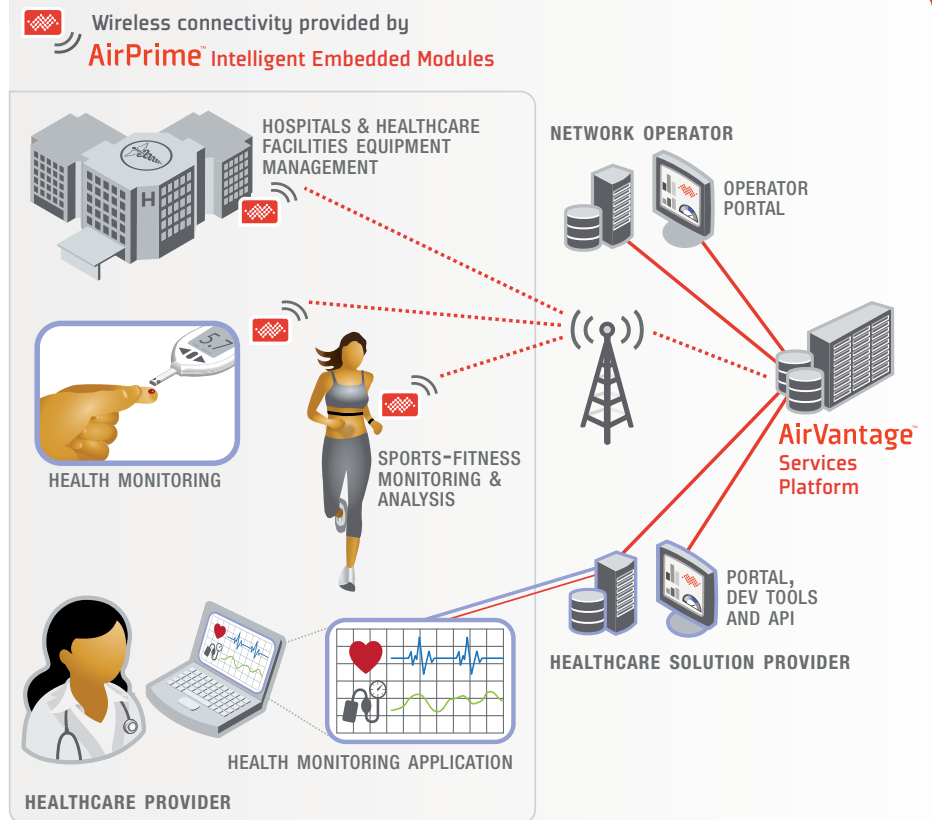 Wireless connectivity provided by
AirPrime™ Intelligent Embedded Modules
HOSPITALS & HEALTHCARE
FACILITIES EQUIPMENT
MANAGEMENT
H
NETWORK OPERATOR
OPERATOR
PORTAL
5.7
HEALTH MONITORING
SPORTS-FITNESS
MONITORING &
ANALYSIS
AirVantage™
Services
Platform
PORTAL,
DEV TOOLS
AND API
HEALTHCARE SOLUTION PROVIDER
HEALTH MONITORING APPLICATION
HEALTHCARE PROVIDER